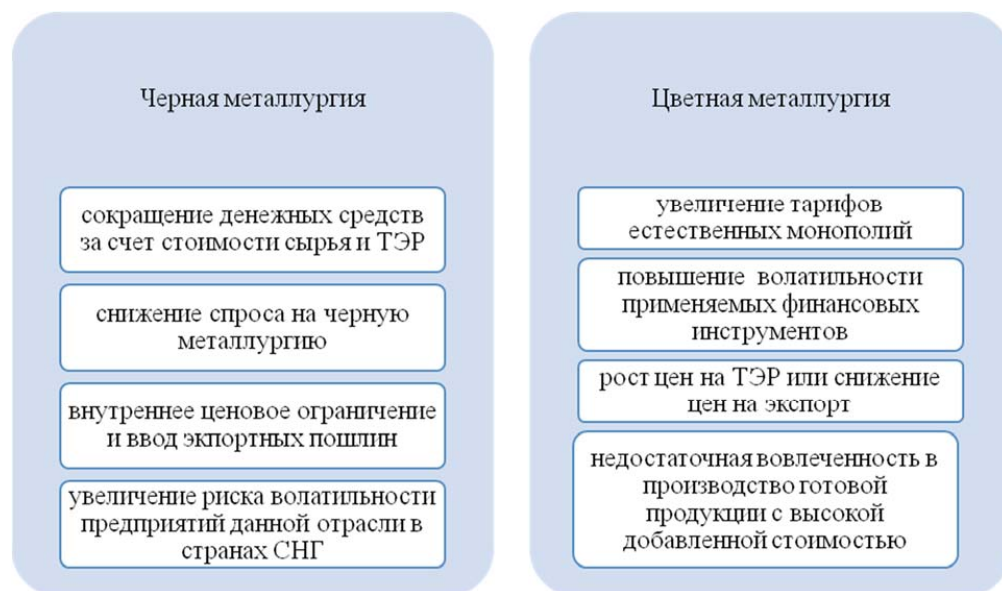 Черная металлургия
сокращение денежных средств
за счет стоимости сырья и ТЭР
снижение спроса на черную
металлургию
внутреннее ценовое ограничение
и ввод экпортных пошлин
увеличение риска волатильности
предприятий данной отрасли в
странах СНГ
Цветная металлургия
увеличение тарифов
естественных монополий
повышение волатильности
применяемых финансовых
инструментов
рост цен на ТЭР или снижение
цен на экспорт
недостаточная вовлеченность в
производство готовой
продукции с высокой
добавленной стоимостью